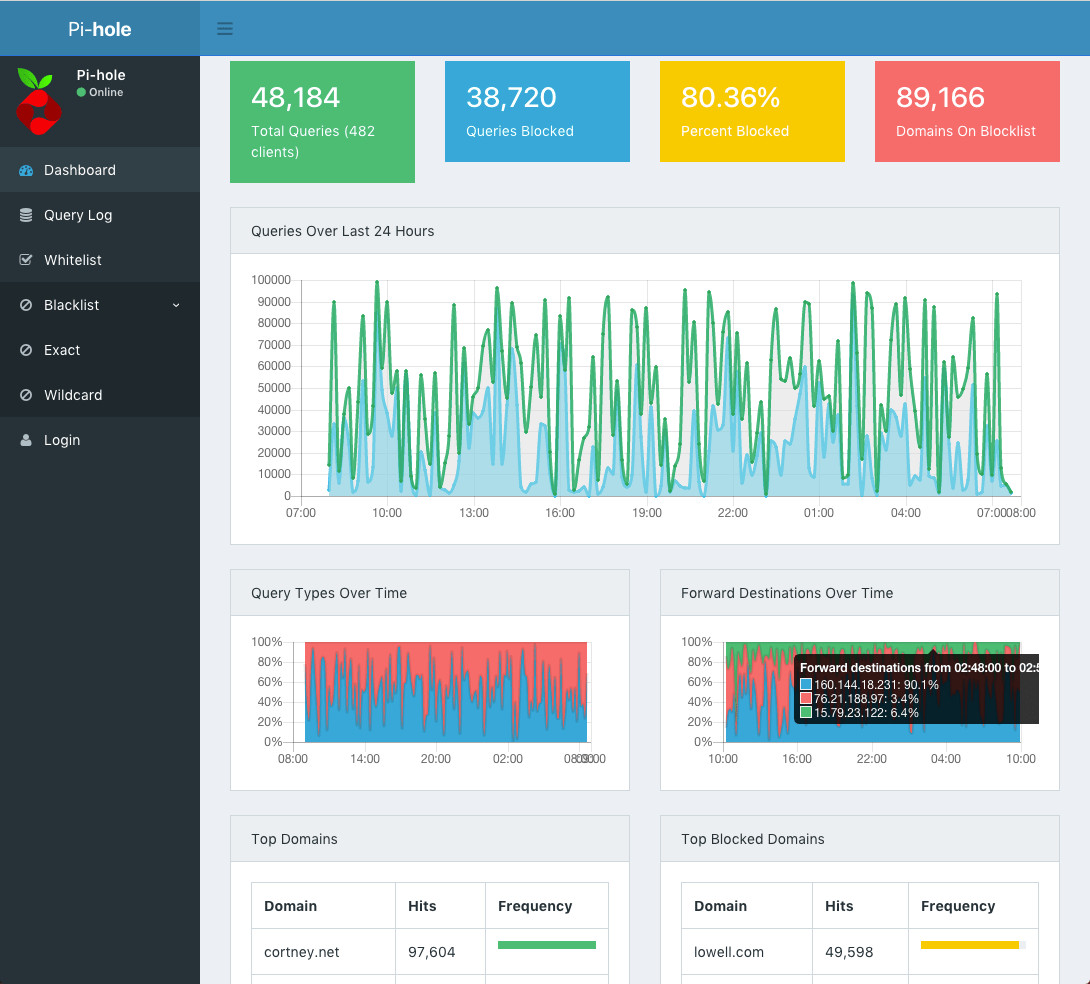 Pi-hole
Pi-hole
Online
Dashboard
Query Log
Whitelist
Blacklist
Exact
Wildcard
Login
48,184
Total Queries (482
clients)
38,720
Queries Blocked
80.36%
Percent Blocked
89,166
Domains On Blocklist
Queries Over Last 24 Hours
100000
90000
80000
70000
60000
50000
40000
30000
20000
10000
0
07:00 10:00 13:00 16:00 19:00 22:00 01:00 04:00 07:00 08:00
Query Types Over Time
100%
80%
60%
40%
20%
0%
08:00 14:00 20:00 02:00
Forward Destinations Over Time
100%
80%
60%
40%
20%
0%
Forward destinations from 02:48:00 to 02:5
160.144.18.231: 90.1%
76.21.188.97: 3.4%
15.79.23.122: 6.4%
10:00 16:00 22:00 04:00 10:00
Top Domains
Domain Hits Frequency
cortney.net 97,604
Top Blocked Domains
Domain Hits Frequency
lowell.com 49,598